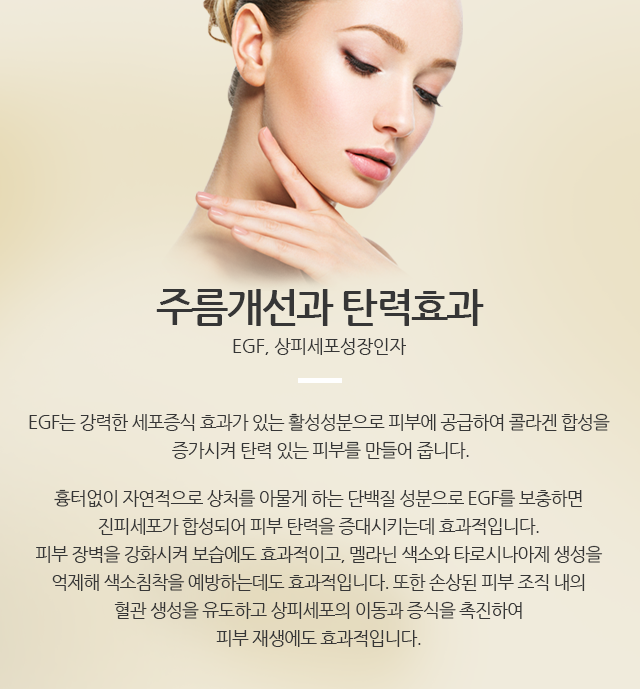 주름개선과 탄력효과
EGF, 상피세포성장인자
EGF는 강력한 세포증식 효과가 있는 활성성분으로 피부에 공급하여 콜라겐 합성을
증가시켜 탄력 있는 피부를 만들어 줍니다.
흉터없이 자연적으로 상처를 아물게 하는 단백질 성분으로 EGF를 보충하면
진피세포가 합성되어 피부 탄력을 증대시키는데 효과적입니다.
피부 장벽을 강화시켜 보습에도 효과적이고, 멜라닌 색소와 타로시나아제 생성을
억제해 색소침착을 예방하는데도 효과적입니다. 또한 손상된 피부 조직 내의
혈관 생성을 유도하고 상피세포의 이동과 증식을 촉진하여
피부 재생에도 효과적입니다.